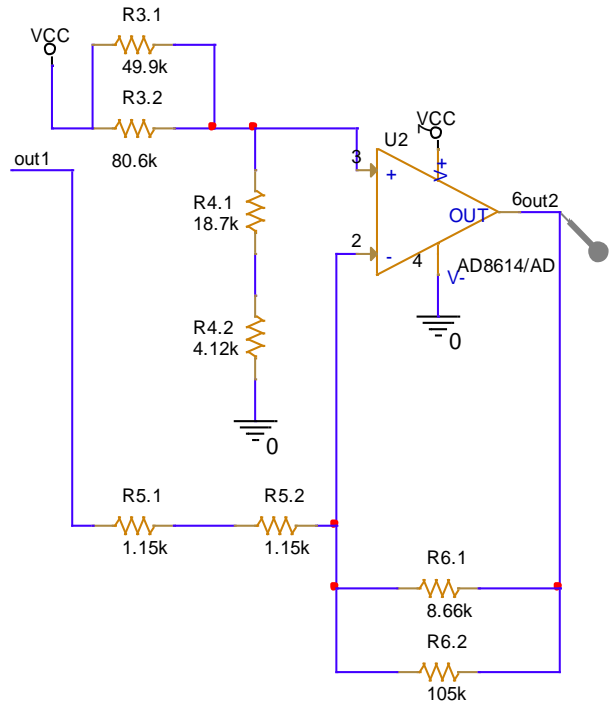 R3.1
VCC
49.9k
R3.2
80.6k
out1
VCC
7
U2
3
+
V+
R4.1
18.7k
OUT
6
out2
2
-
4
V-
AD8614/AD
R4.2
4.12k
0
0
R5.1
R5.2
1.15k
1.15k
R6.1
8.66k
R6.2
105k